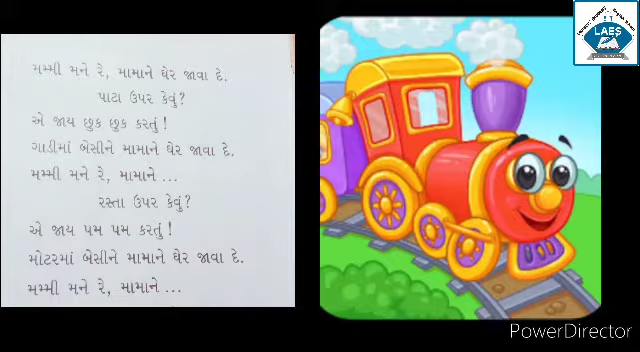 મમ્મી મને રે, મામાને ઘેર જાવા દે.
પાટા ઉપર કેવું?
એ જાય છુક છુક કરતું!
ગાડીમાં બેસીને મામાને ઘેર જાવા દે.
મમ્મી મને રે, મામાને ...
રસ્તા ઉપર કેવું?
એ જાય પમ પમ કરતું!
મોટરમાં બેસીને મામાને ઘેર જાવા દે.
મમ્મી મને રે, મામાને ...
LAES
PowerDirector